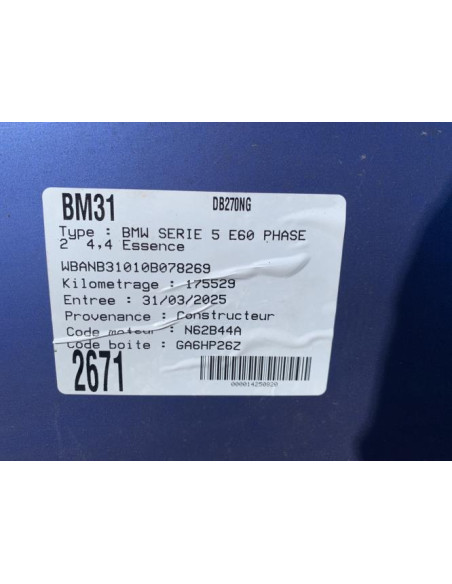 BM31 DB270NG
Type : BMW SERIE 5 E60 PHASE
2 4,4 Essence
WBANB31010B078269
Kilometrage : 175529
Entree : 31/03/2025
Provenance : Constructeur
Code moteur : N62B44A
Code boite : GA6HP26Z
2671
000014250820